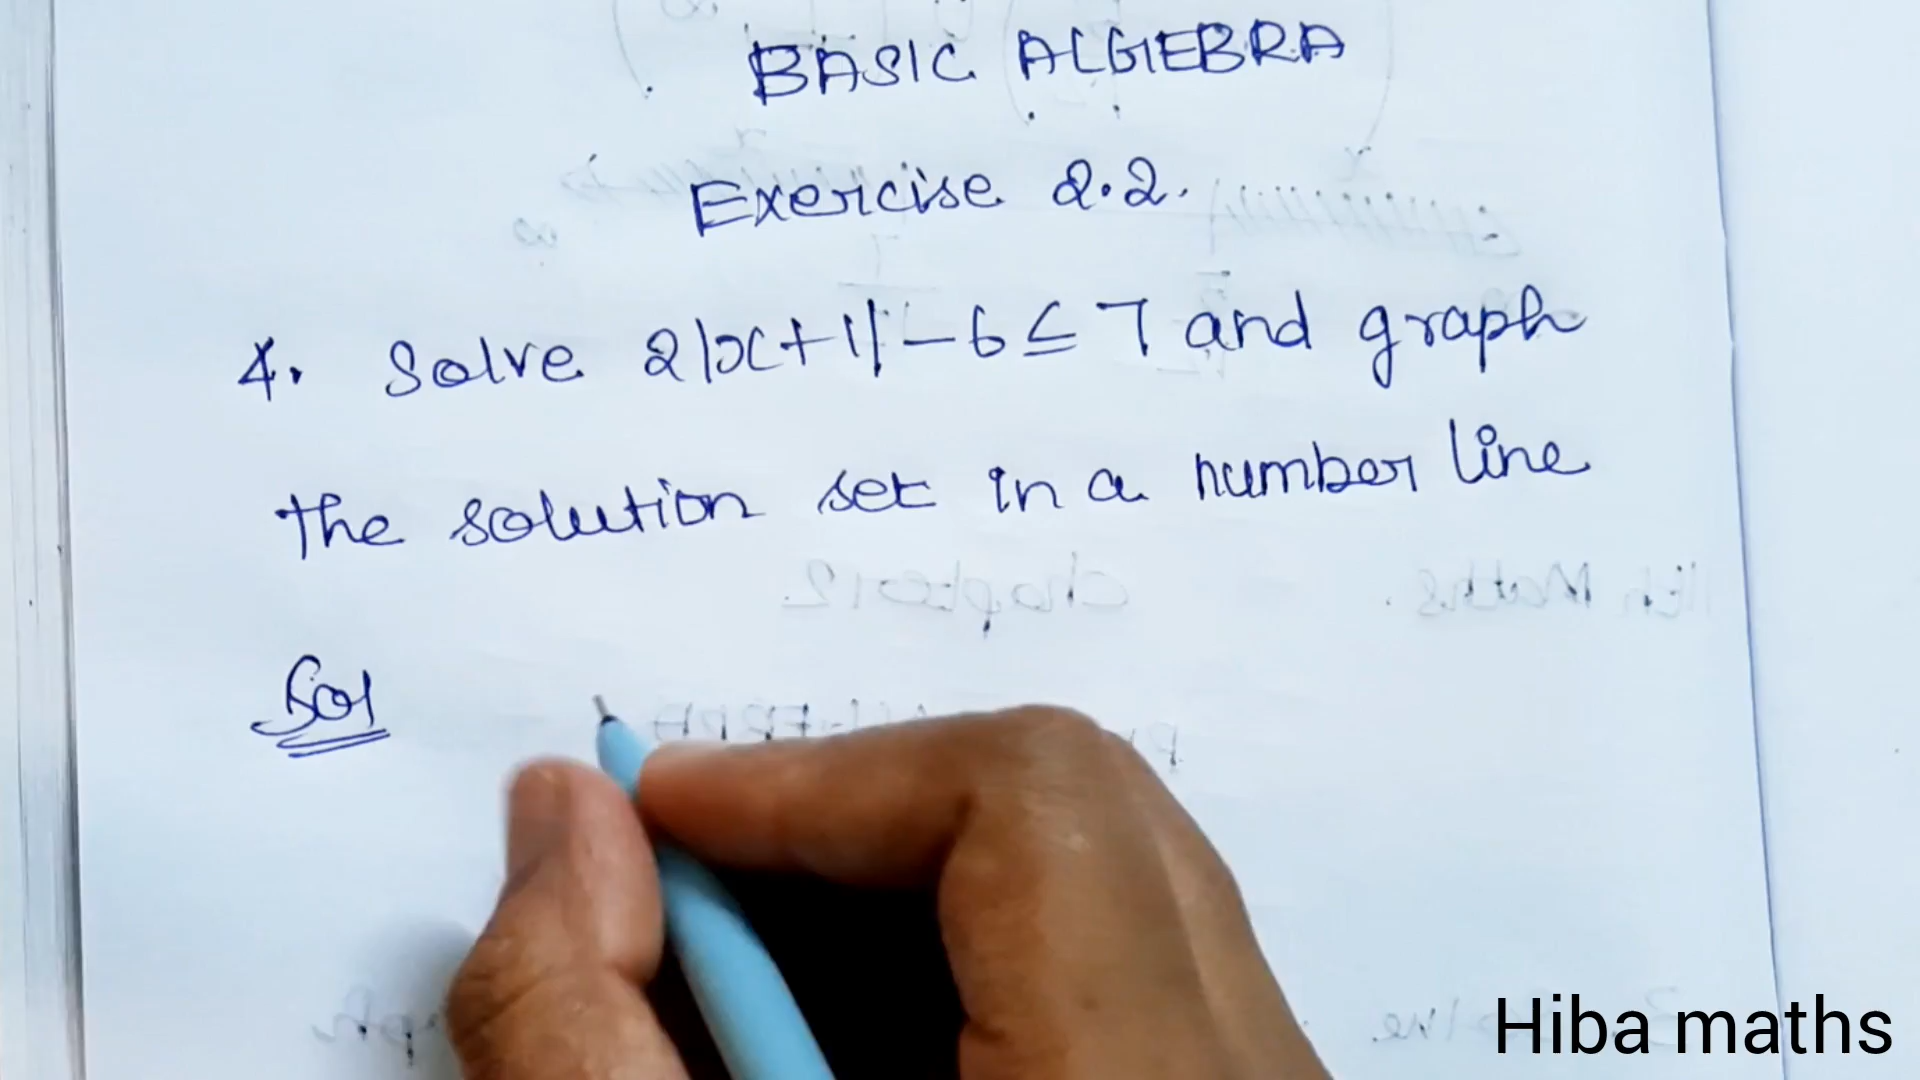 BASIC ALGEBRA
Exercise 2.2.
4. Solve 2|x+1|-6≤7 and graph
the solution set in a number line
Sol
Hiba maths